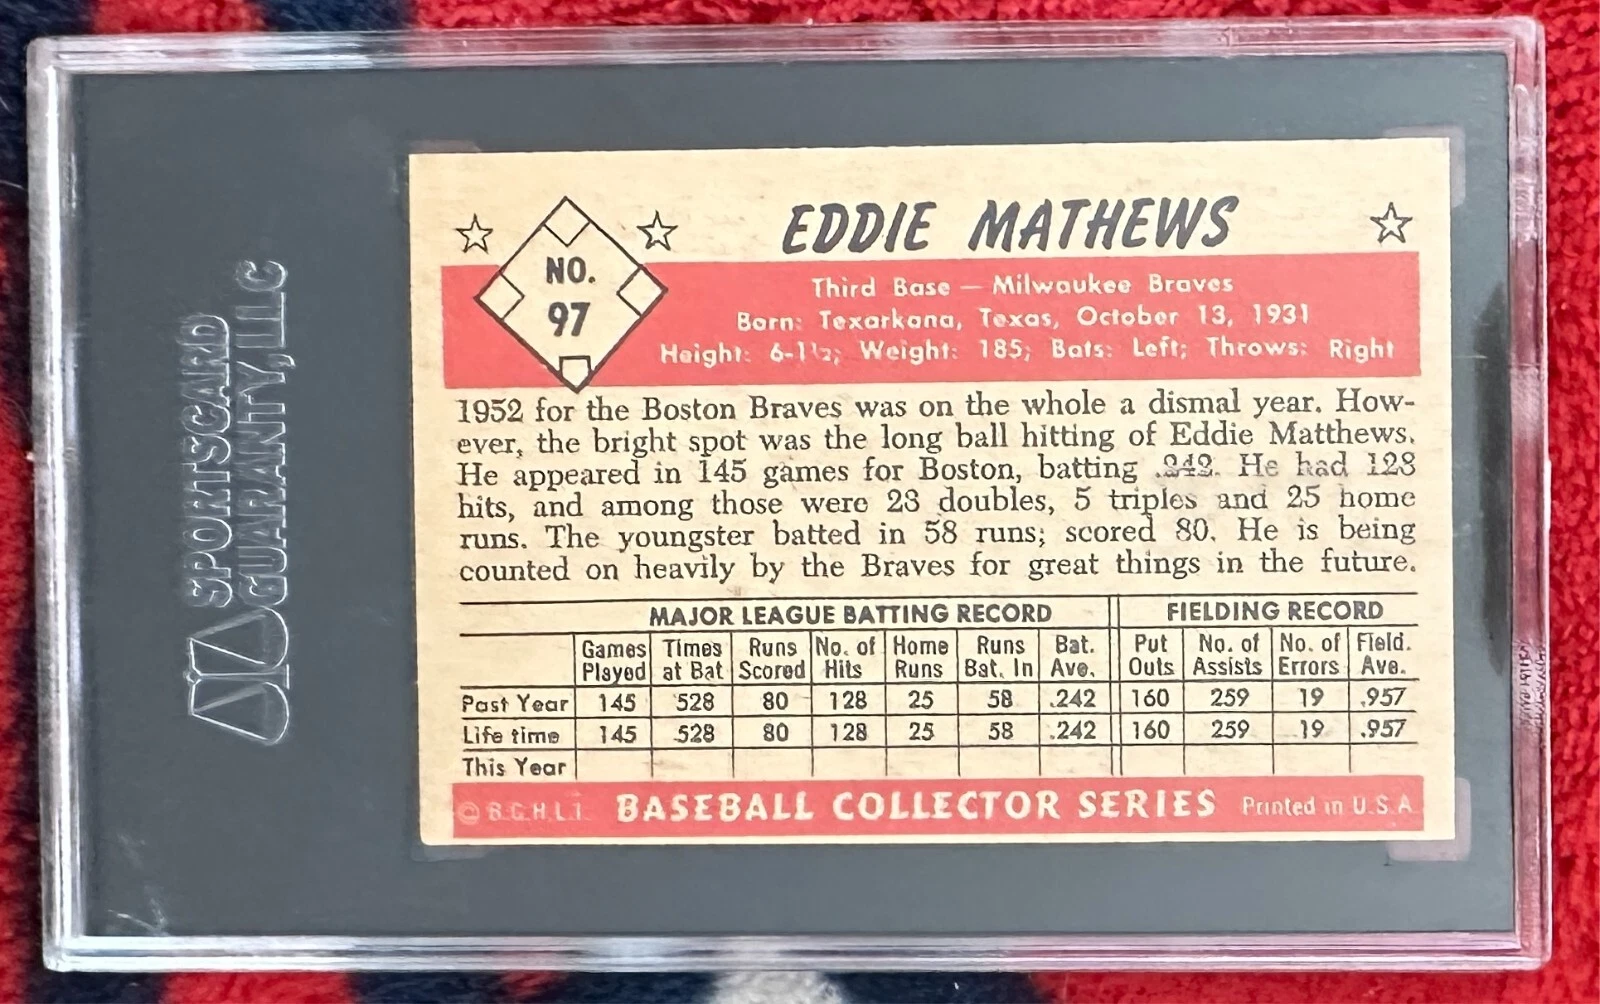 SPORTSCARD
GUARANTY, LLC
EDDIE MATHEWS
NO.
97
Third Base — Milwaukee Braves
Born: Texarkana, Texas, October 13, 1931
Height: 6-1½; Weight: 185; Bats: Left; Throws: Right
1952 for the Boston Braves was on the whole a dismal year. How-
ever, the bright spot was the long ball hitting of Eddie Matthews.
He appeared in 145 games for Boston, batting .242. He had 128
hits, and among those were 23 doubles, 5 triples and 25 home
runs. The youngster batted in 58 runs; scored 80. He is being
counted on heavily by the Braves for great things in the future.
MAJOR LEAGUE BATTING RECORD FIELDING RECORD
Games Times Runs No. of Home Runs Bat. Put No. of No. of Field.
Played at Bat Scored Hits Runs Bat. In Ave. Outs Assists Errors Ave.
Past Year 145 528 80 128 25 58 .242 160 259 19 .957
Life time 145 528 80 128 25 58 .242 160 259 19 .957
This Year
© B.G.H.L.I. BASEBALL COLLECTOR SERIES Printed in U.S.A.